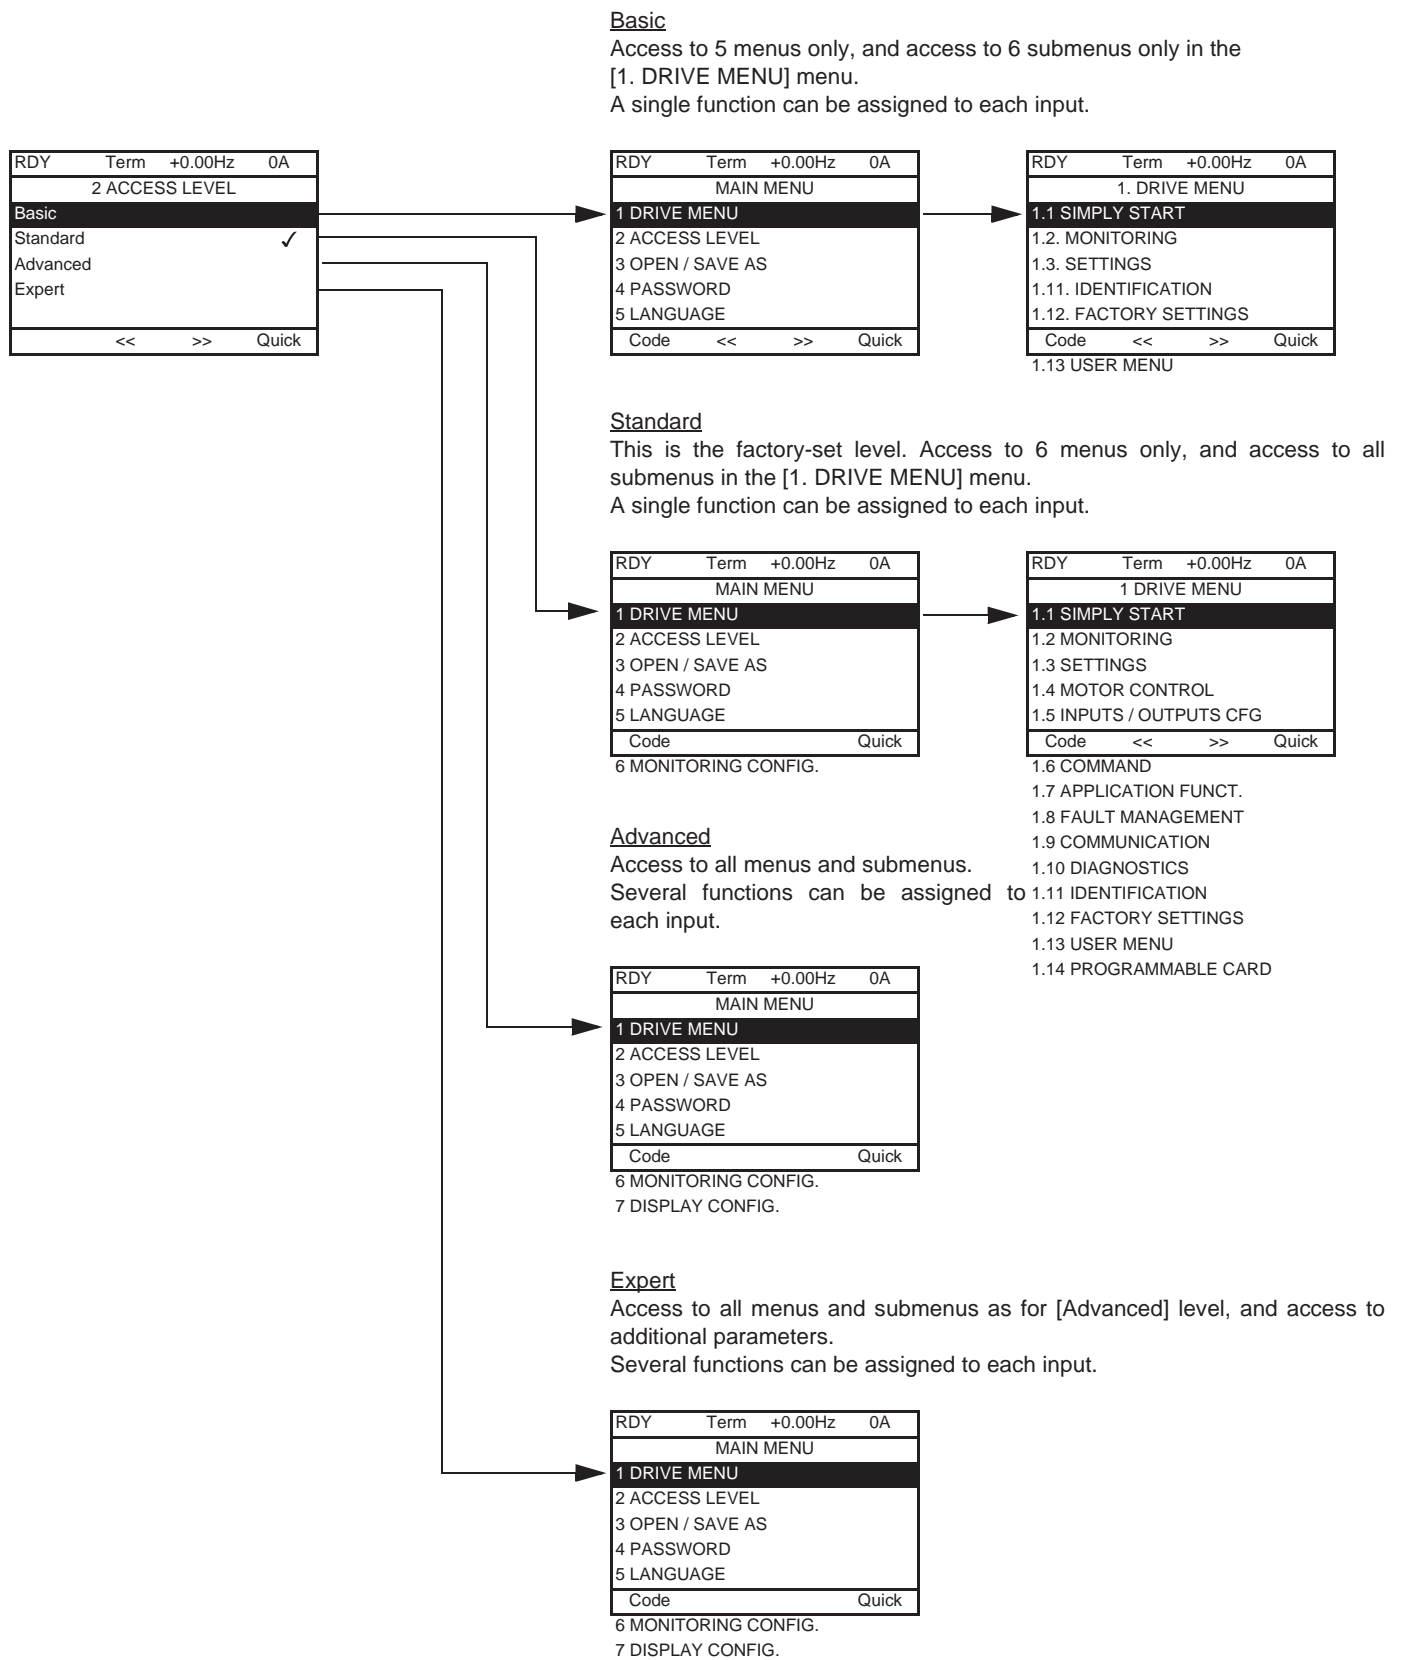 Basic
Access to 5 menus only, and access to 6 submenus only in the
[1. DRIVE MENU] menu.
A single function can be assigned to each input.
RDY Term +0.00Hz 0A
2 ACCESS LEVEL
Basic
Standard ✓
Advanced
Expert
<< >> Quick
RDY Term +0.00Hz 0A
MAIN MENU
1 DRIVE MENU
2 ACCESS LEVEL
3 OPEN / SAVE AS
4 PASSWORD
5 LANGUAGE
Code << >> Quick
RDY Term +0.00Hz 0A
1. DRIVE MENU
1.1 SIMPLY START
1.2. MONITORING
1.3. SETTINGS
1.11. IDENTIFICATION
1.12. FACTORY SETTINGS
Code << >> Quick
1.13 USER MENU
Standard
This is the factory-set level. Access to 6 menus only, and access to all
submenus in the [1. DRIVE MENU] menu.
A single function can be assigned to each input.
RDY Term +0.00Hz 0A
MAIN MENU
1 DRIVE MENU
2 ACCESS LEVEL
3 OPEN / SAVE AS
4 PASSWORD
5 LANGUAGE
Code Quick
6 MONITORING CONFIG.
RDY Term +0.00Hz 0A
1 DRIVE MENU
1.1 SIMPLY START
1.2 MONITORING
1.3 SETTINGS
1.4 MOTOR CONTROL
1.5 INPUTS / OUTPUTS CFG
Code << >> Quick
1.6 COMMAND
1.7 APPLICATION FUNCT.
1.8 FAULT MANAGEMENT
1.9 COMMUNICATION
1.10 DIAGNOSTICS
1.11 IDENTIFICATION
1.12 FACTORY SETTINGS
1.13 USER MENU
1.14 PROGRAMMABLE CARD
Advanced
Access to all menus and submenus.
Several functions can be assigned to
each input.
RDY Term +0.00Hz 0A
MAIN MENU
1 DRIVE MENU
2 ACCESS LEVEL
3 OPEN / SAVE AS
4 PASSWORD
5 LANGUAGE
Code Quick
6 MONITORING CONFIG.
7 DISPLAY CONFIG.
Expert
Access to all menus and submenus as for [Advanced] level, and access to
additional parameters.
Several functions can be assigned to each input.
RDY Term +0.00Hz 0A
MAIN MENU
1 DRIVE MENU
2 ACCESS LEVEL
3 OPEN / SAVE AS
4 PASSWORD
5 LANGUAGE
Code Quick
6 MONITORING CONFIG.
7 DISPLAY CONFIG.